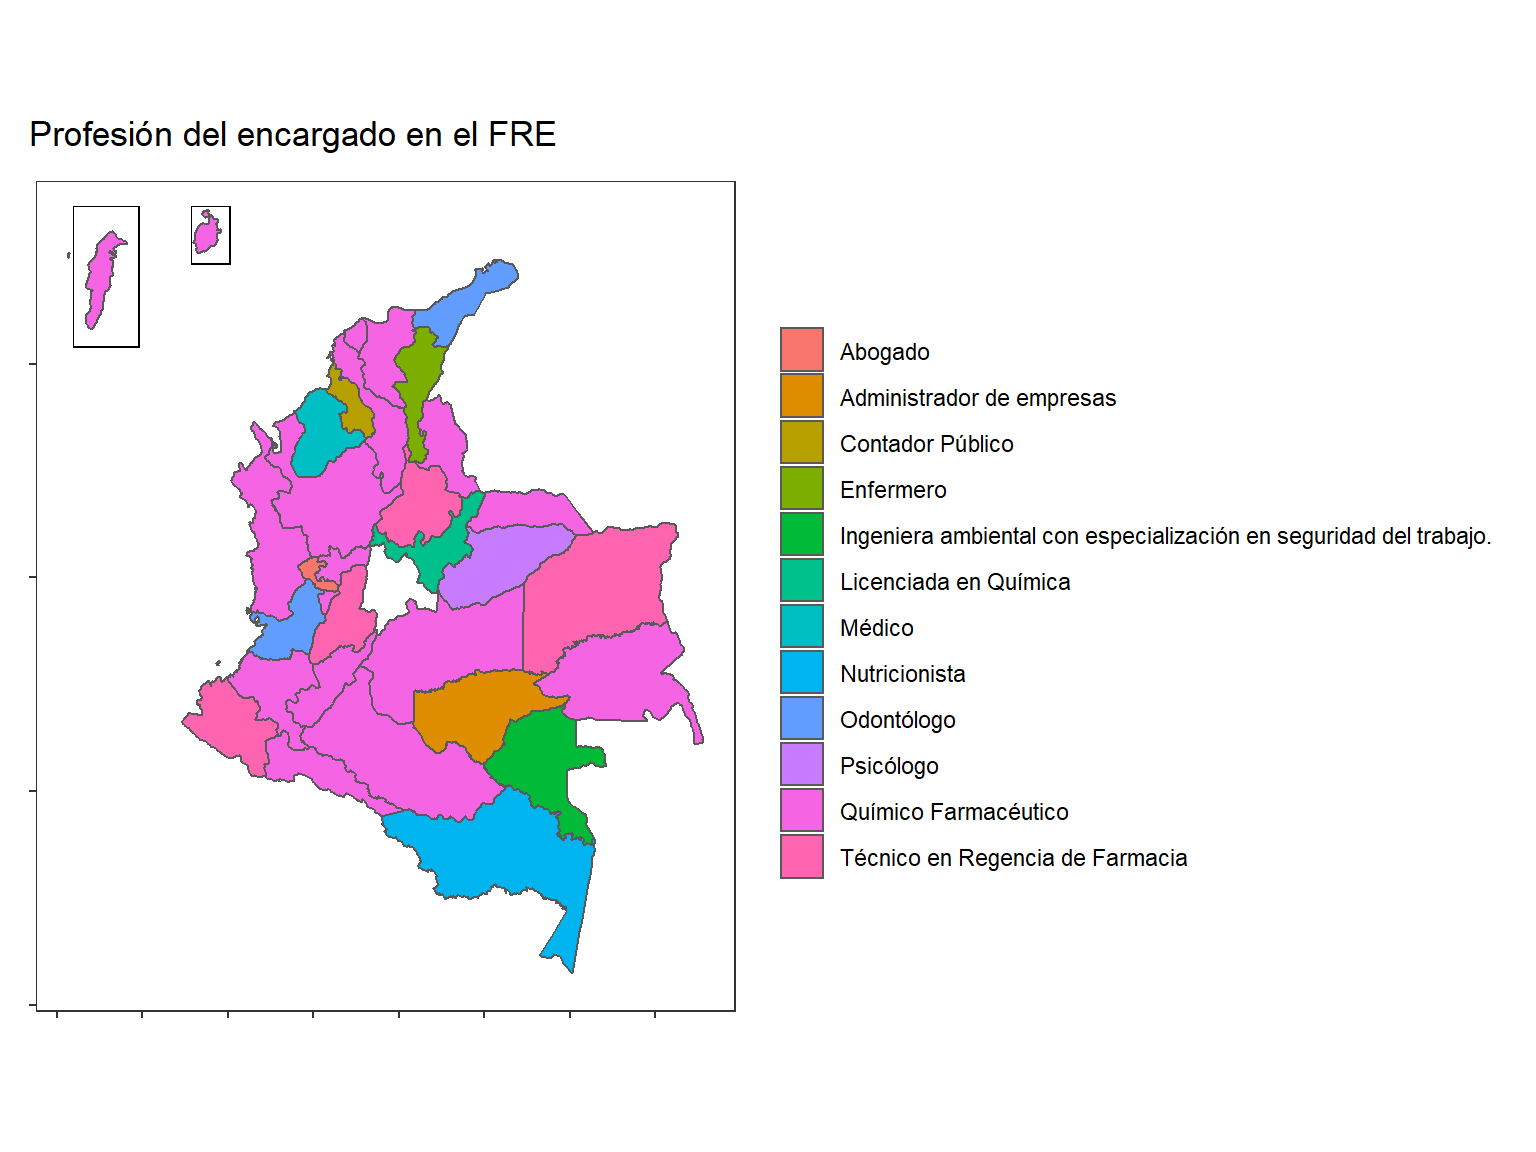 Profesión del encargado en el FRE
Abogado
Administrador de empresas
Contador Público
Enfermero
Ingeniera ambiental con especialización en seguridad del trabajo.
Licenciada en Química
Médico
Nutricionista
Odontólogo
Psicólogo
Químico Farmacéutico
Técnico en Regencia de Farmacia